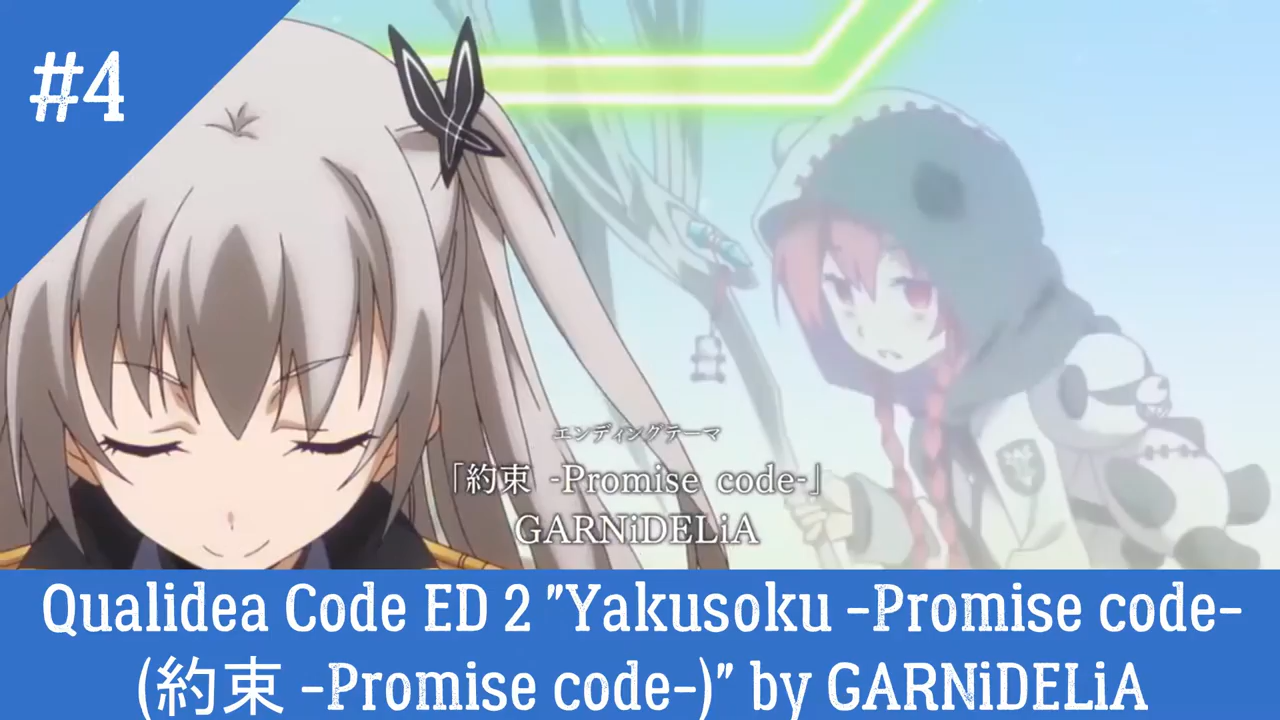 #4
エンディングテーマ
「約束 -Promise code-」
GARNiDELiA
Qualidea Code ED 2 "Yakusoku -Promise code-
(約束 -Promise code-)" by GARNiDELiA